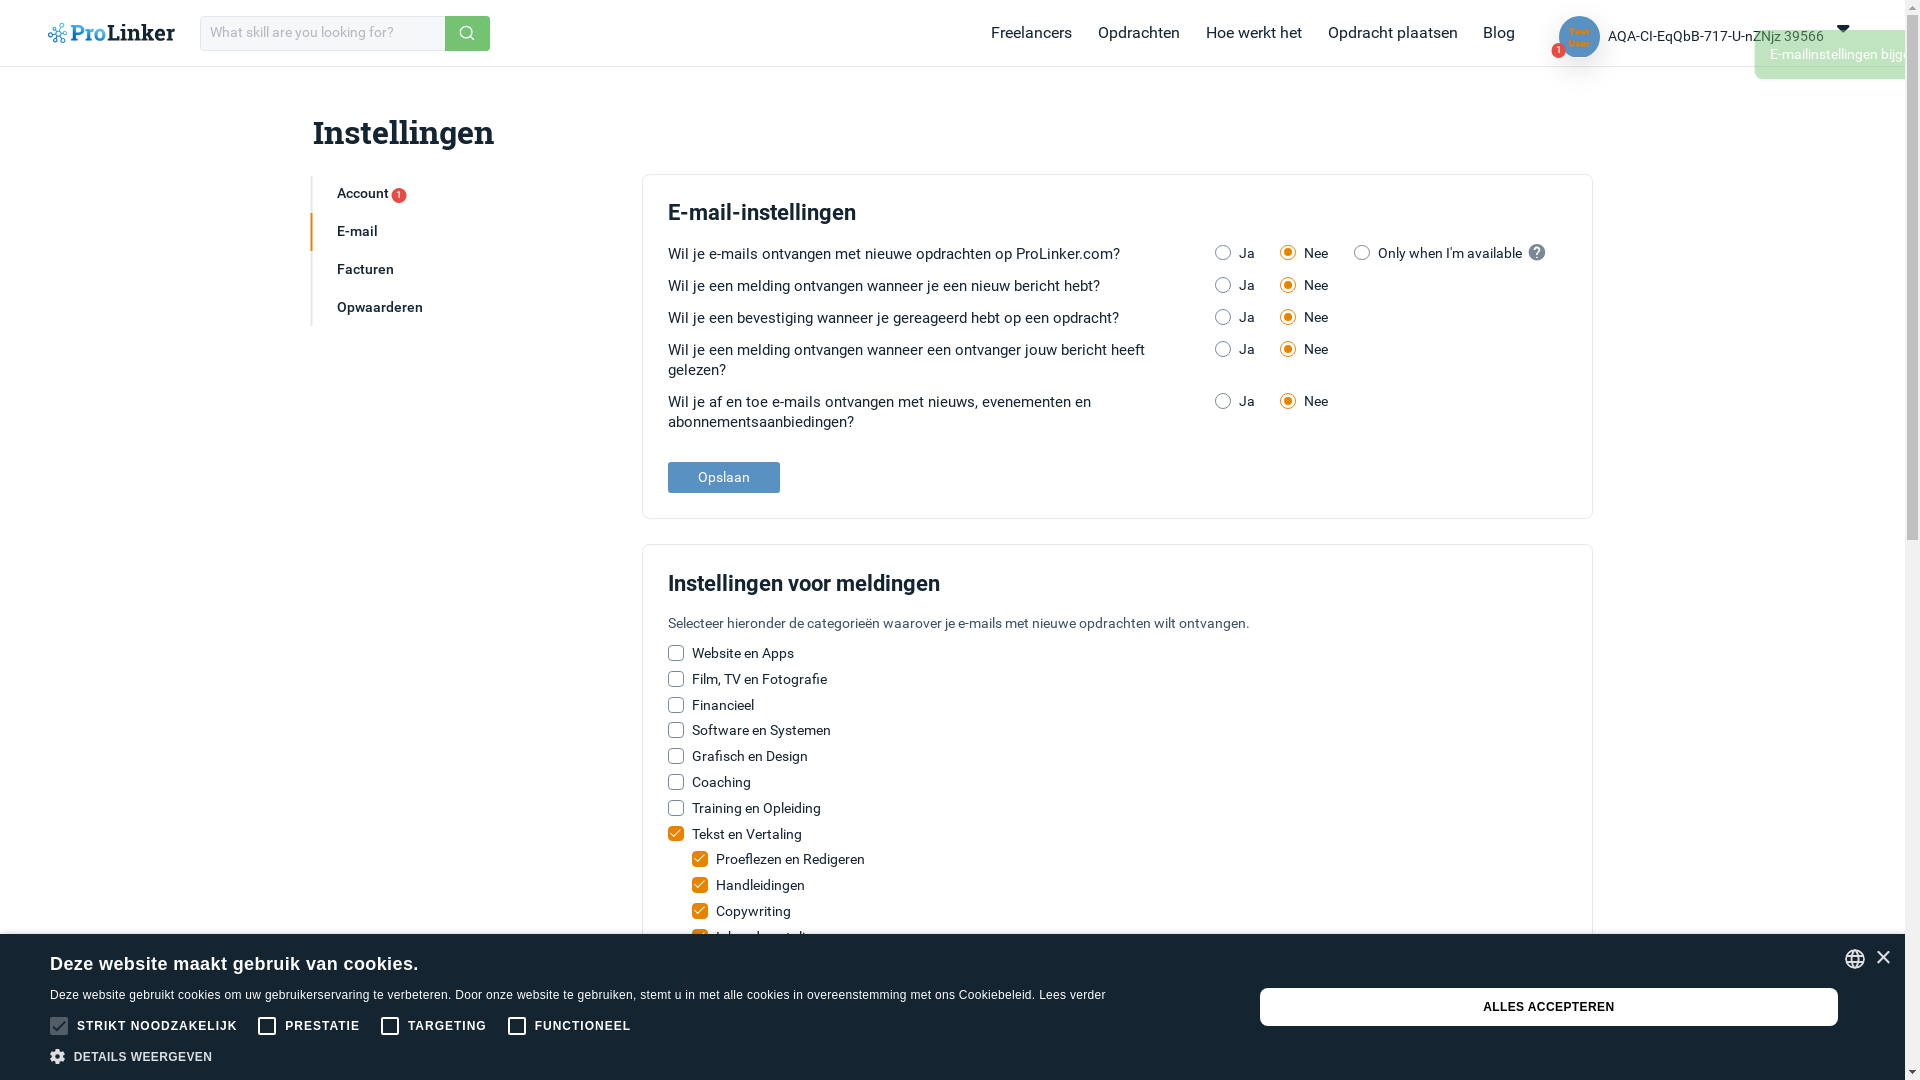 ProLinker
What skill are you looking for?
Freelancers
Opdrachten
Hoe werkt het
Opdracht plaatsen
Blog
Test
User
1
AQA-CI-EqQbB-717-U-nZNjz 39566
E-mailinstellingen
Instellingen
Account 1
E-mail
Facturen
Opwaarderen
E-mail-instellingen
Wil je e-mails ontvangen met nieuwe opdrachten op ProLinker.com?
Ja Nee Only when I'm available ?
Wil je een melding ontvangen wanneer je een nieuw bericht hebt?
Ja Nee
Wil je een bevestiging wanneer je gereageerd hebt op een opdracht?
Ja Nee
Wil je een melding ontvangen wanneer een ontvanger jouw bericht heeft
gelezen?
Ja Nee
Wil je af en toe e-mails ontvangen met nieuws, evenementen en
abonnementsaanbiedingen?
Ja Nee
Opslaan
Instellingen voor meldingen
Selecteer hieronder de categorieën waarover je e-mails met nieuwe opdrachten wilt ontvangen.
Website en Apps
Film, TV en Fotografie
Financieel
Software en Systemen
Grafisch en Design
Coaching
Training en Opleiding
Tekst en Vertaling
Proeflezen en Redigeren
Handleidingen
Copywriting
Deze website maakt gebruik van cookies.
Deze website gebruikt cookies om uw gebruikerservaring te verbeteren. Door onze website te gebruiken, stemt u in met alle cookies in overeenstemming met ons Cookiebeleid. Lees verder
STRIKT NOODZAKELIJK
PRESTATIE
TARGETING
FUNCTIONEEL
DETAILS WEERGEVEN
ALLES ACCEPTEREN
×